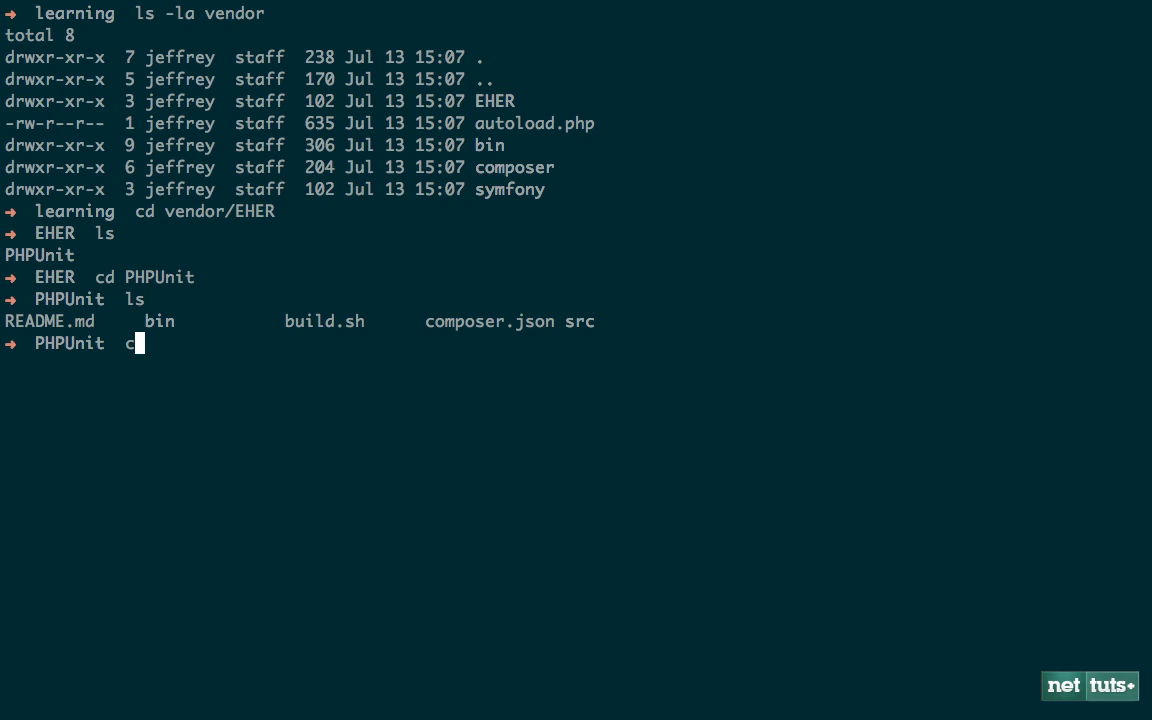 ➜  learning  ls -la vendor
total 8
drwxr-xr-x  7 jeffrey  staff  238 Jul 13 15:07 .
drwxr-xr-x  5 jeffrey  staff  170 Jul 13 15:07 ..
drwxr-xr-x  3 jeffrey  staff  102 Jul 13 15:07 EHER
-rw-r--r--  1 jeffrey  staff  635 Jul 13 15:07 autoload.php
drwxr-xr-x  9 jeffrey  staff  306 Jul 13 15:07 bin
drwxr-xr-x  6 jeffrey  staff  204 Jul 13 15:07 composer
drwxr-xr-x  3 jeffrey  staff  102 Jul 13 15:07 symfony
➜  learning  cd vendor/EHER
➜  EHER  ls
PHPUnit
➜  EHER  cd PHPUnit
➜  PHPUnit  ls
README.md     bin           build.sh      composer.json src
➜  PHPUnit  c
net tuts+